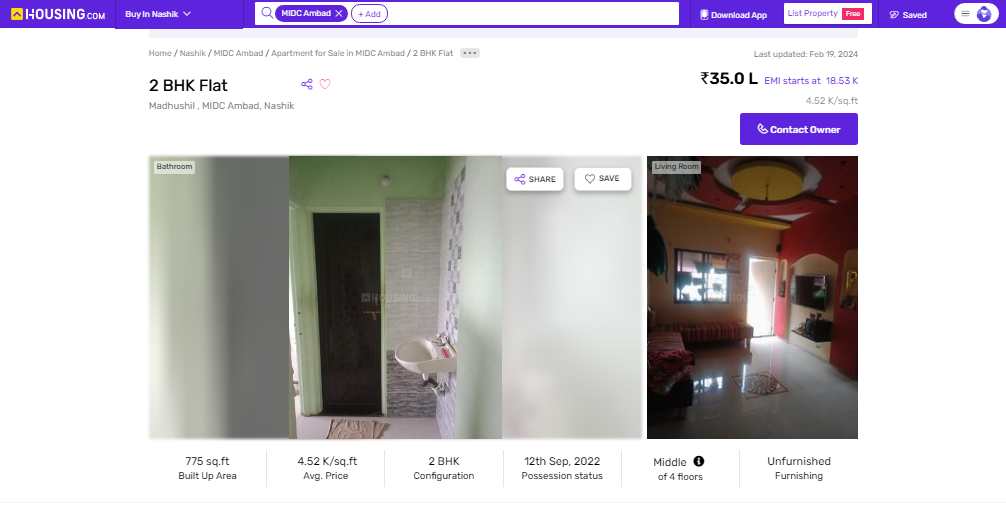 HOUSING.COM
Buy In Nashik
MIDC Ambad
+ Add
Download App
List Property Free
Saved
Home / Nashik / MIDC Ambad / Apartment for Sale in MIDC Ambad / 2 BHK Flat
Last updated: Feb 19, 2024
2 BHK Flat
₹35.0 L EMI starts at 18.53 K
Madhushil , MIDC Ambad, Nashik
4.52 K/sq.ft
Contact Owner
Bathroom
SHARE
SAVE
Living Room
HOUSING
775 sq.ft
Built Up Area
4.52 K/sq.ft
Avg. Price
2 BHK
Configuration
12th Sep, 2022
Possession status
Middle
of 4 floors
Unfurnished
Furnishing